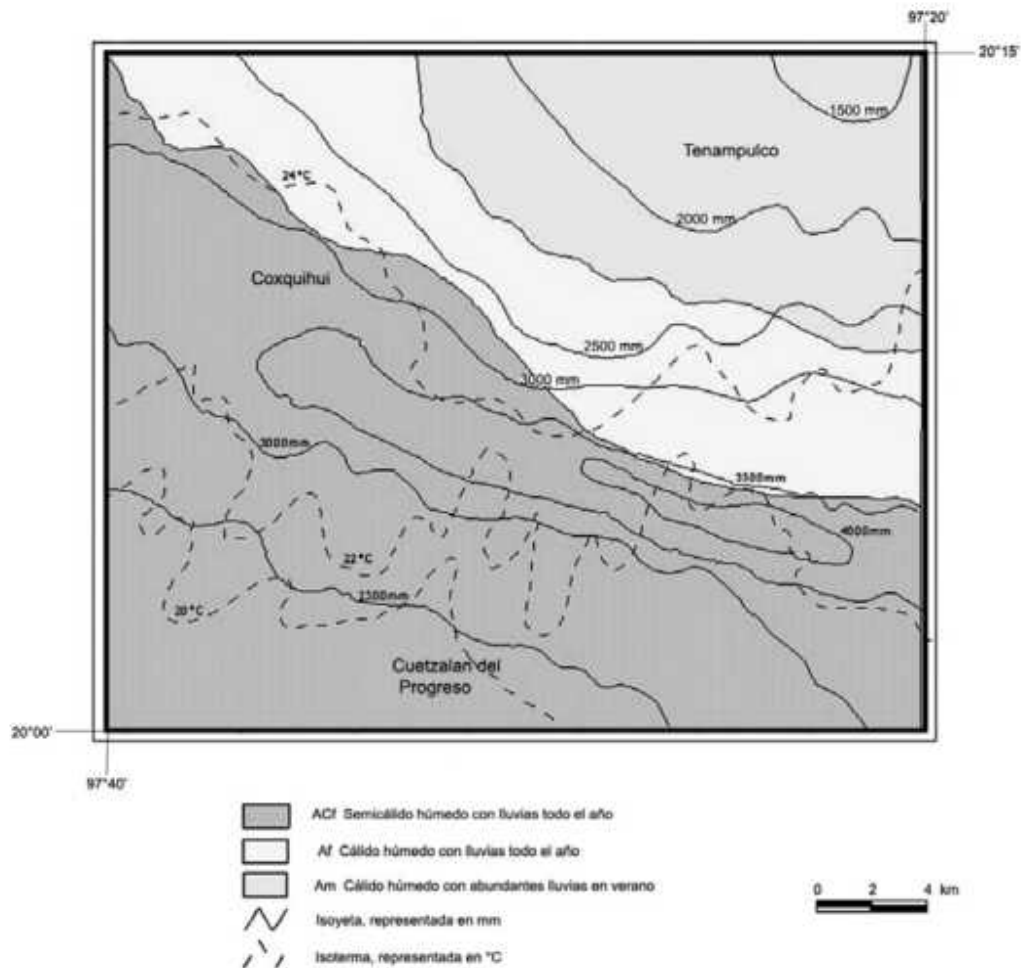 97°20'
20°15'
1500 mm
Tenampulco
24°C
2000 mm
Coxquihui
2500 mm
3000 mm
3000mm
3500mm
4000mm
22°C
20°C
2500mm
Cuetzalan del
Progreso
20°00'
97°40'
ACf Semicálido húmedo con lluvias todo el año
Af Cálido húmedo con lluvias todo el año
Am Cálido húmedo con abundantes lluvias en verano
0 2 4 km
Isoyeta, representada en mm
Isoterma, representada en °C